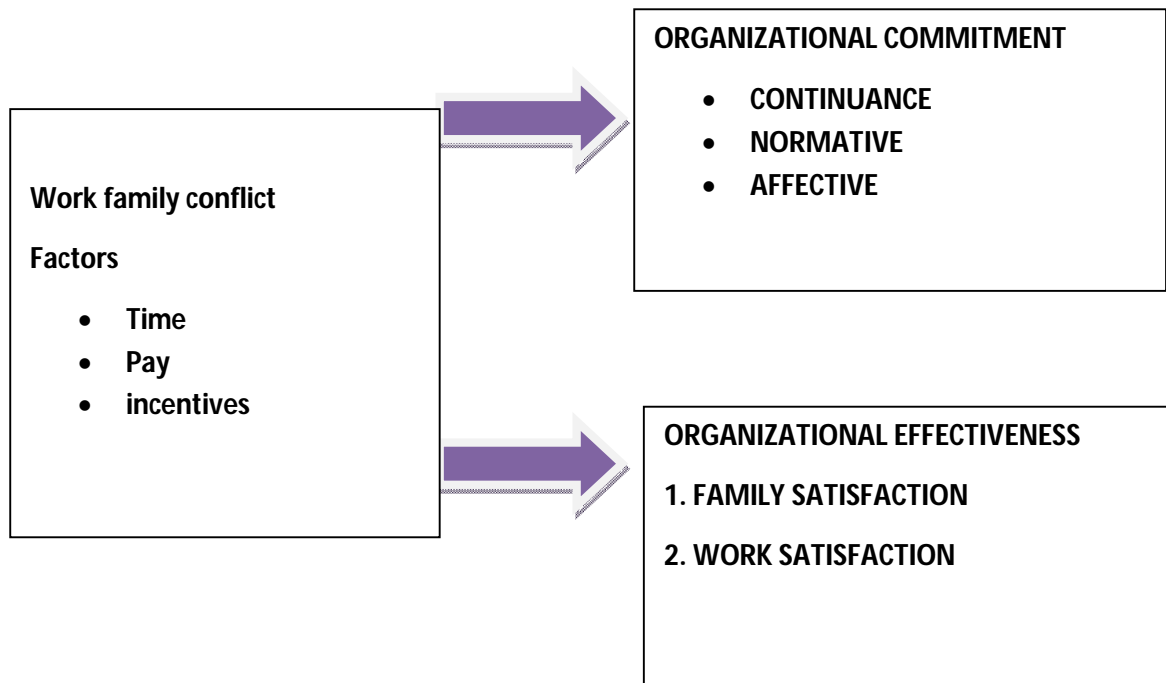 Work family conflict
Factors
• Time
• Pay
• incentives
ORGANIZATIONAL COMMITMENT
• CONTINUANCE
• NORMATIVE
• AFFECTIVE
ORGANIZATIONAL EFFECTIVENESS
1. FAMILY SATISFACTION
2. WORK SATISFACTION